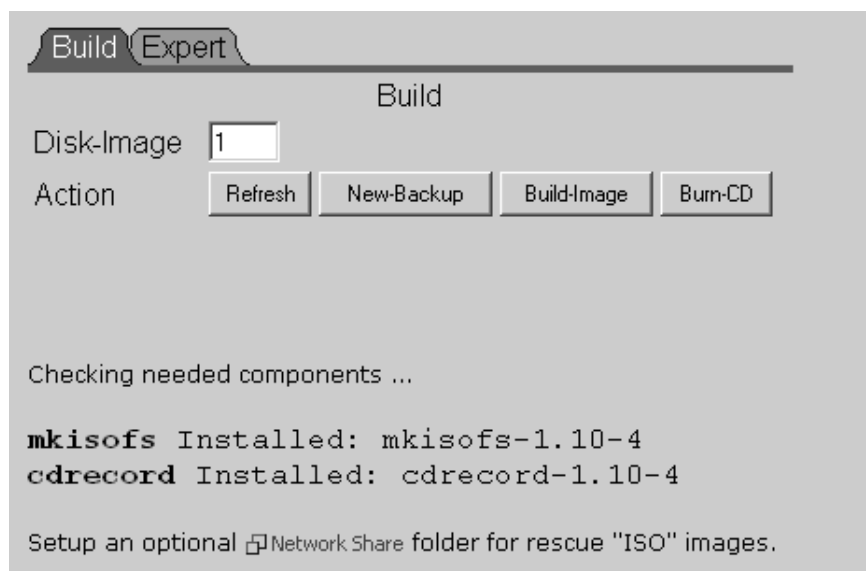 Build Expert
Build
Disk-Image 1
Action Refresh New-Backup Build-Image Burn-CD
Checking needed components ...
mkisofs Installed: mkisofs-1.10-4
cdrecord Installed: cdrecord-1.10-4
Setup an optional Network Share folder for rescue "ISO" images.